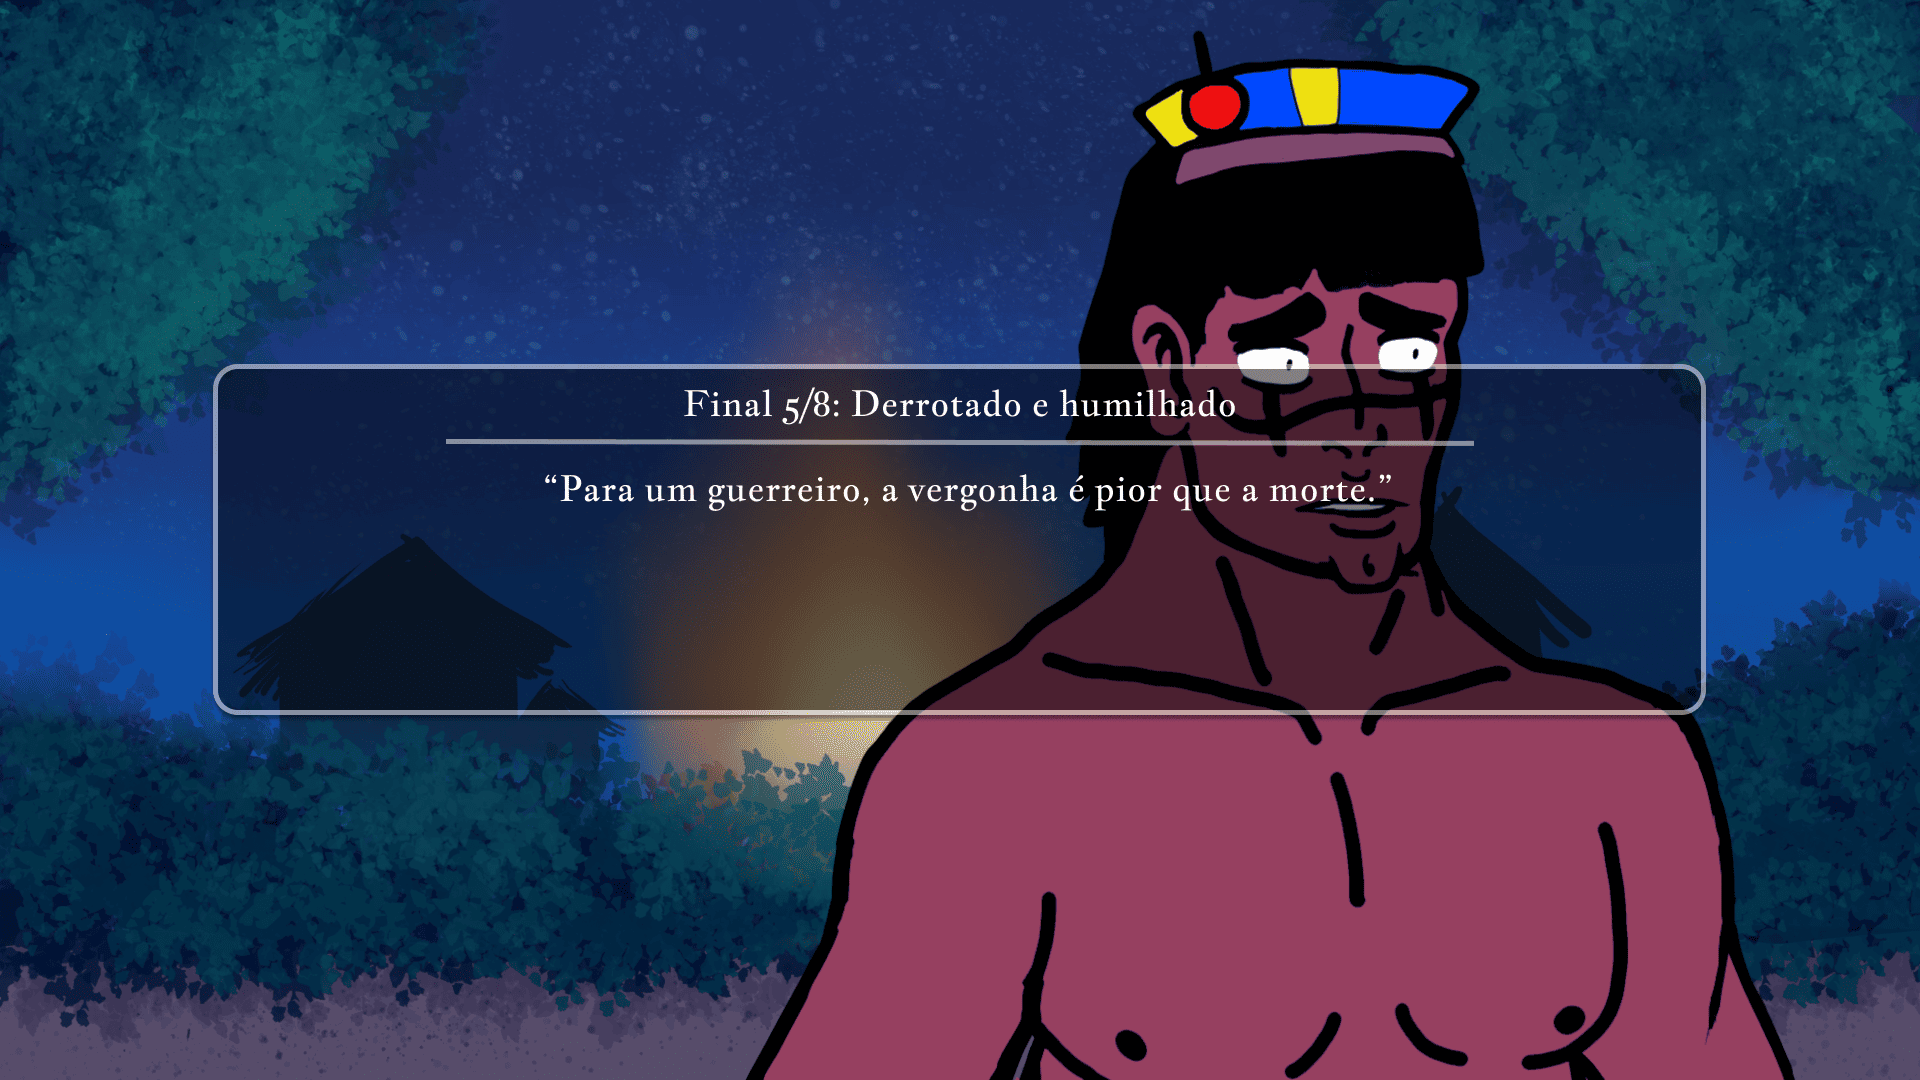 Final 5/8: Derrotado e humilhado
“Para um guerreiro, a vergonha é pior que a morte.”